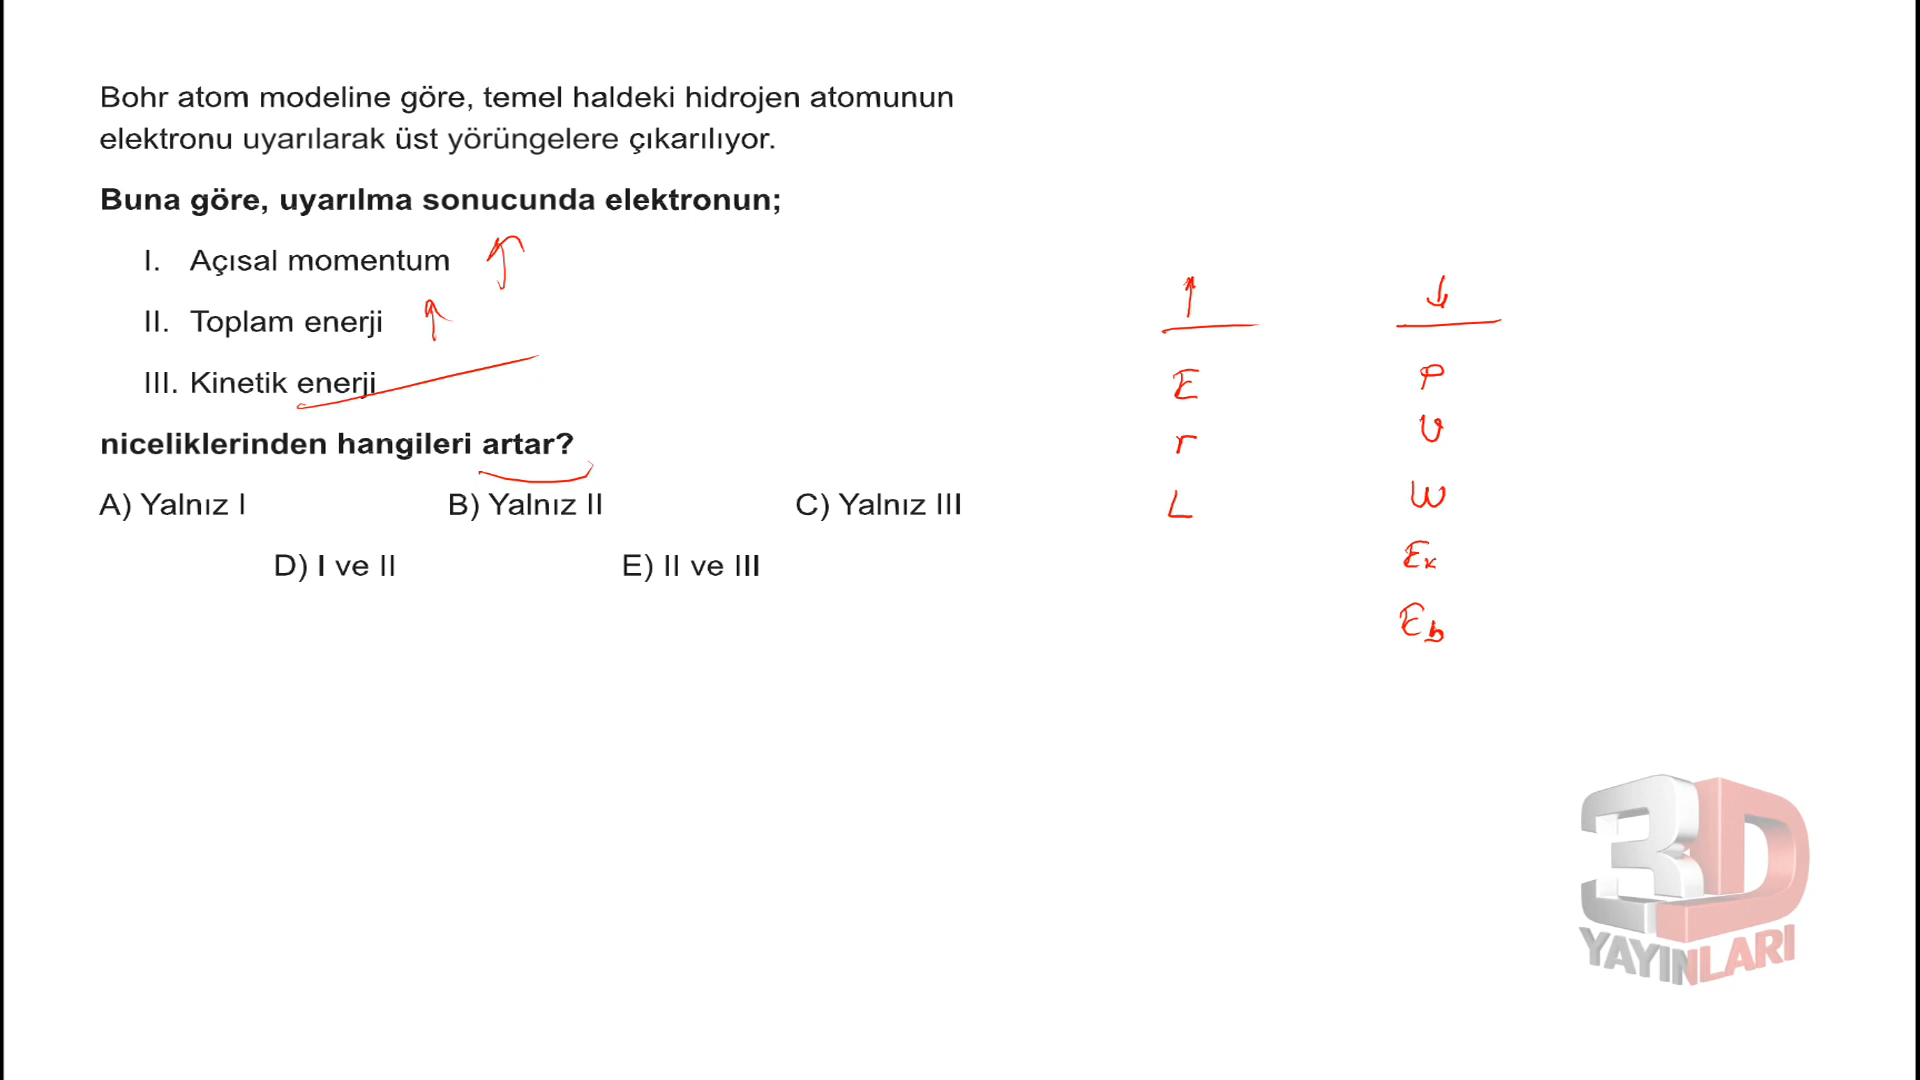 Bohr atom modeline göre, temel haldeki hidrojen atomunun
elektronu uyarılarak üst yörüngelere çıkarılıyor.
Buna göre, uyarılma sonucunda elektronun;
I. Açısal momentum ↑
II. Toplam enerji ↑
III. Kinetik enerji
niceliklerinden hangileri artar?
A) Yalnız I B) Yalnız II C) Yalnız III
D) I ve II E) II ve III
↑ ↓
E P
r υ
L w
Eк
Eb
3D
YAYINLARI